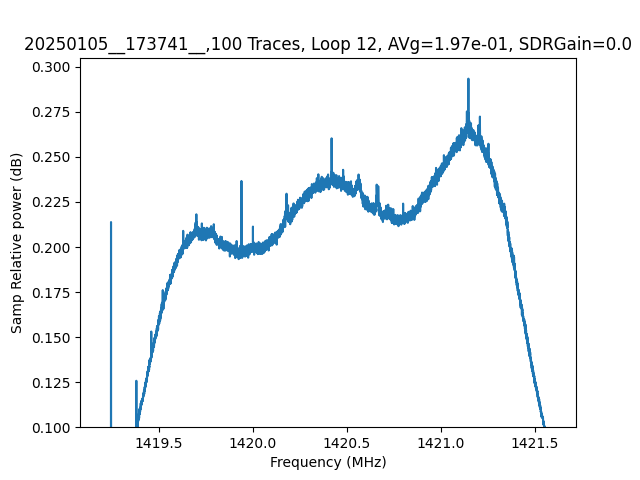 20250105__173741__,100 Traces, Loop 12, AVg=1.97e-01, SDRGain=0.0
0.300
0.275
0.250
0.225
0.200
0.175
0.150
0.125
0.100
Samp Relative power (dB)
1419.5 1420.0 1420.5 1421.0 1421.5
Frequency (MHz)